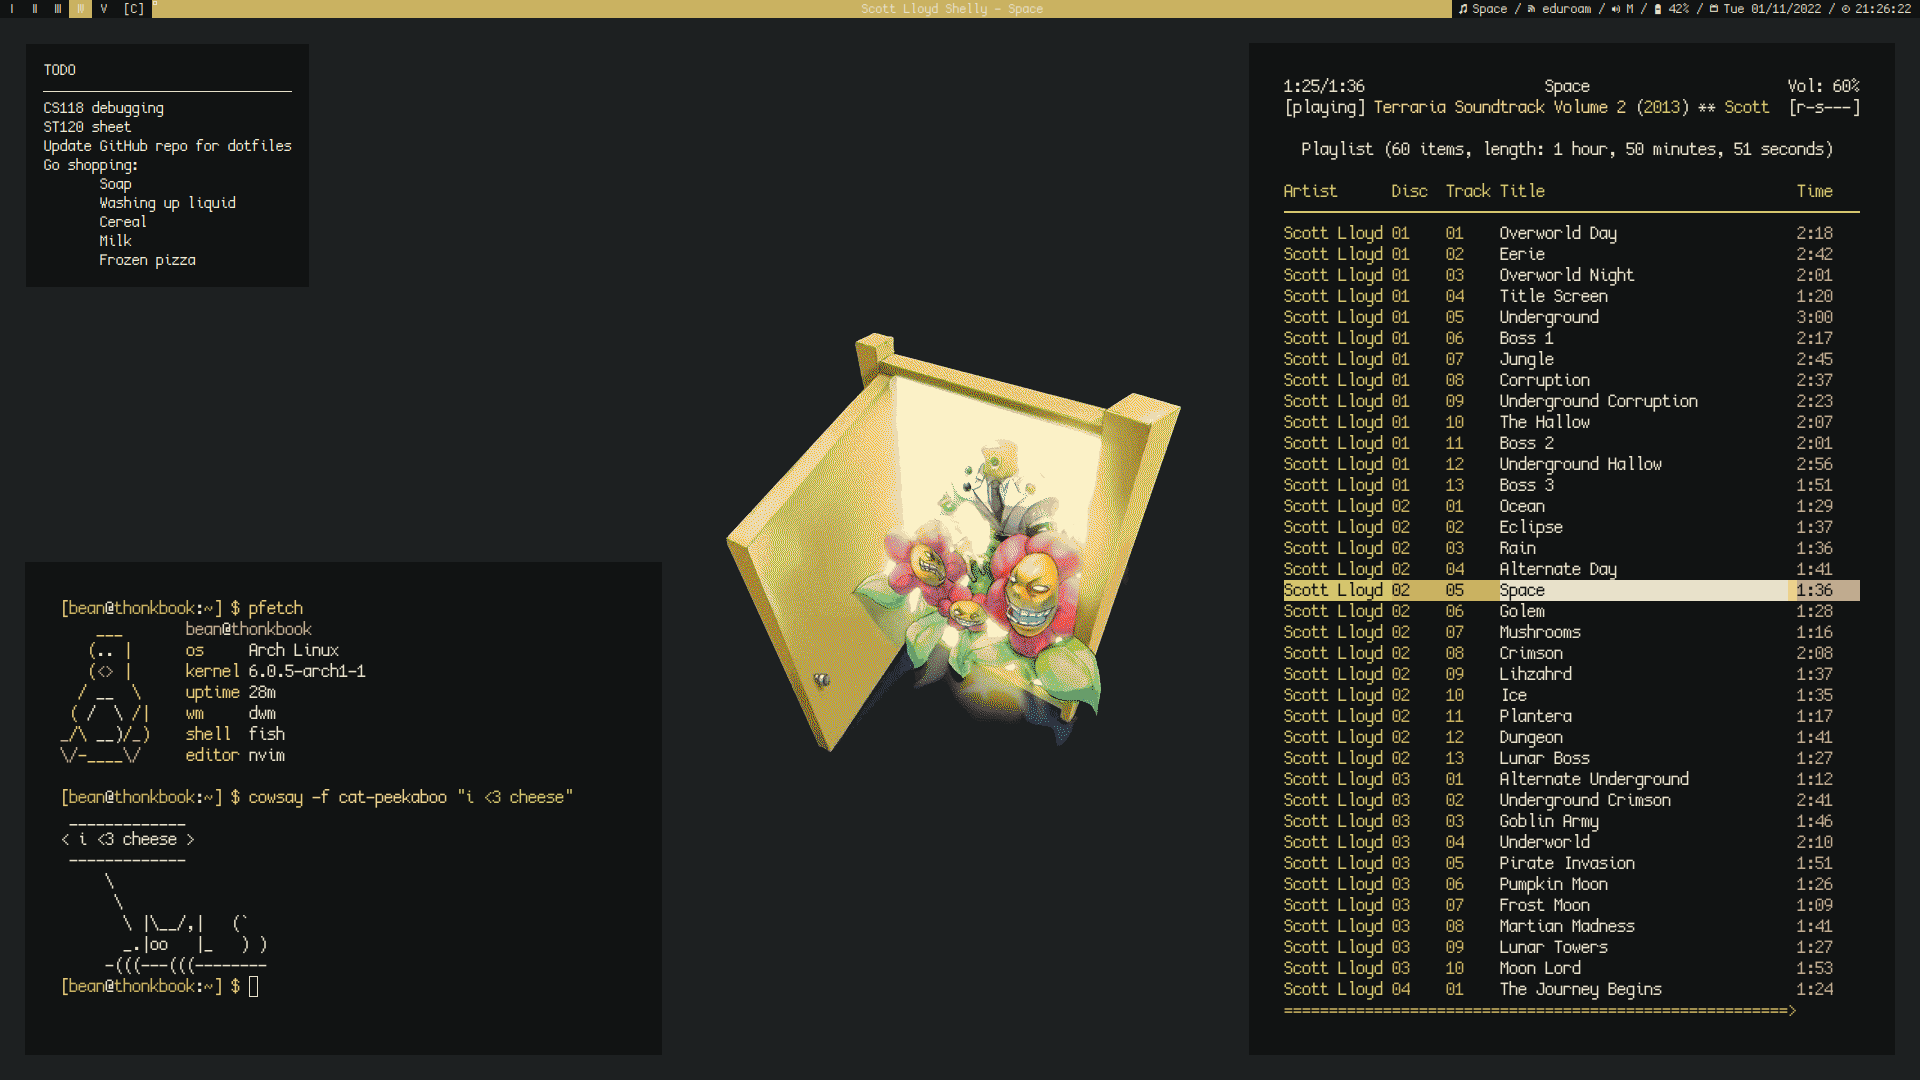 I II III IV V [C] Scott Lloyd Shelly - Space Space / eduroam / M / 42% / Tue 01/11/2022 / 21:26:22
TODO
CS118 debugging
ST120 sheet
Update GitHub repo for dotfiles
Go shopping:
Soap
Washing up liquid
Cereal
Milk
Frozen pizza
[bean@thonkbook:~] $ pfetch
bean@thonkbook
os Arch Linux
kernel 6.0.5-arch1-1
uptime 28m
wm dwm
shell fish
editor nvim
[bean@thonkbook:~] $ cowsay -f cat-peekaboo "i <3 cheese"
< i <3 cheese >
[bean@thonkbook:~] $
1:25/1:36 Space Vol: 60%
[playing] Terraria Soundtrack Volume 2 (2013) ** Scott [r-s---]
Playlist (60 items, length: 1 hour, 50 minutes, 51 seconds)
Artist Disc Track Title Time
Scott Lloyd 01 01 Overworld Day 2:18
Scott Lloyd 01 02 Eerie 2:42
Scott Lloyd 01 03 Overworld Night 2:01
Scott Lloyd 01 04 Title Screen 1:20
Scott Lloyd 01 05 Underground 3:00
Scott Lloyd 01 06 Boss 1 2:17
Scott Lloyd 01 07 Jungle 2:45
Scott Lloyd 01 08 Corruption 2:37
Scott Lloyd 01 09 Underground Corruption 2:23
Scott Lloyd 01 10 The Hallow 2:07
Scott Lloyd 01 11 Boss 2 2:01
Scott Lloyd 01 12 Underground Hallow 2:56
Scott Lloyd 01 13 Boss 3 1:51
Scott Lloyd 02 01 Ocean 1:29
Scott Lloyd 02 02 Eclipse 1:37
Scott Lloyd 02 03 Rain 1:36
Scott Lloyd 02 04 Alternate Day 1:41
Scott Lloyd 02 05 Space 1:36
Scott Lloyd 02 06 Golem 1:28
Scott Lloyd 02 07 Mushrooms 1:16
Scott Lloyd 02 08 Crimson 2:08
Scott Lloyd 02 09 Lihzahrd 1:37
Scott Lloyd 02 10 Ice 1:35
Scott Lloyd 02 11 Plantera 1:17
Scott Lloyd 02 12 Dungeon 1:41
Scott Lloyd 02 13 Lunar Boss 1:27
Scott Lloyd 03 01 Alternate Underground 1:12
Scott Lloyd 03 02 Underground Crimson 2:41
Scott Lloyd 03 03 Goblin Army 1:46
Scott Lloyd 03 04 Underworld 2:10
Scott Lloyd 03 05 Pirate Invasion 1:51
Scott Lloyd 03 06 Pumpkin Moon 1:26
Scott Lloyd 03 07 Frost Moon 1:09
Scott Lloyd 03 08 Martian Madness 1:41
Scott Lloyd 03 09 Lunar Towers 1:27
Scott Lloyd 03 10 Moon Lord 1:53
Scott Lloyd 04 01 The Journey Begins 1:24